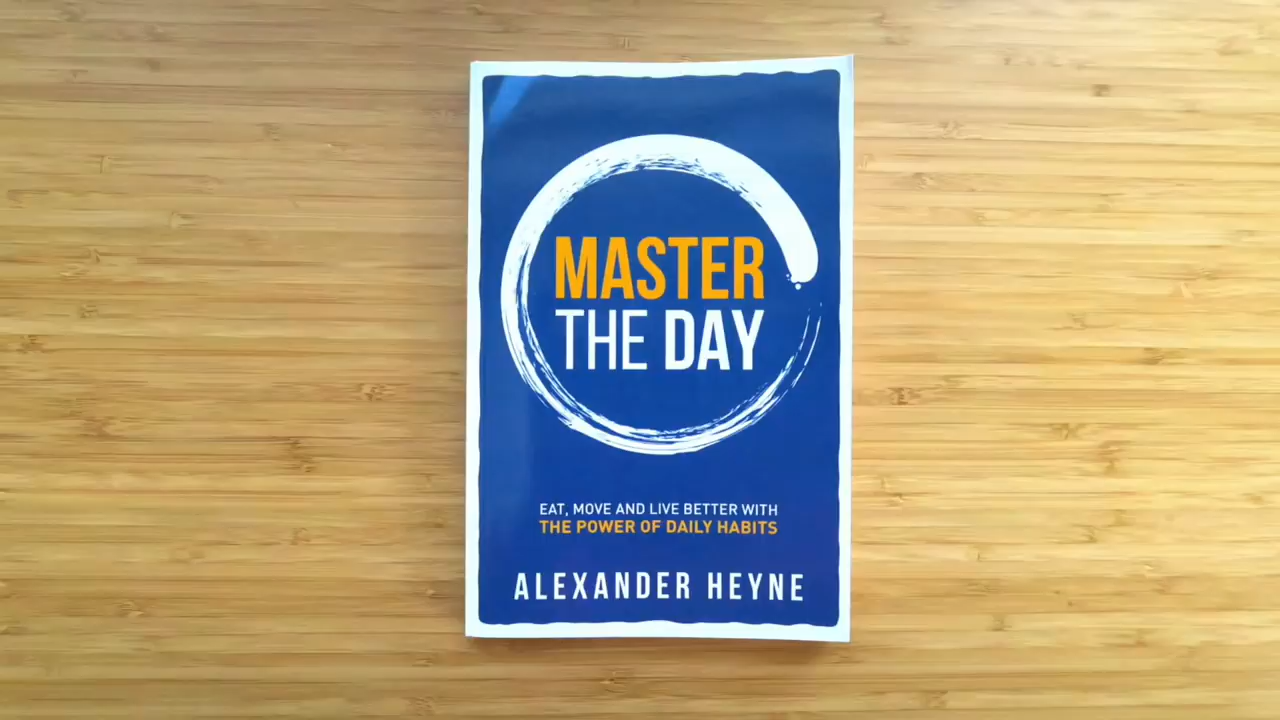 MASTER
THE DAY
EAT, MOVE AND LIVE BETTER WITH
THE POWER OF DAILY HABITS
ALEXANDER HEYNE